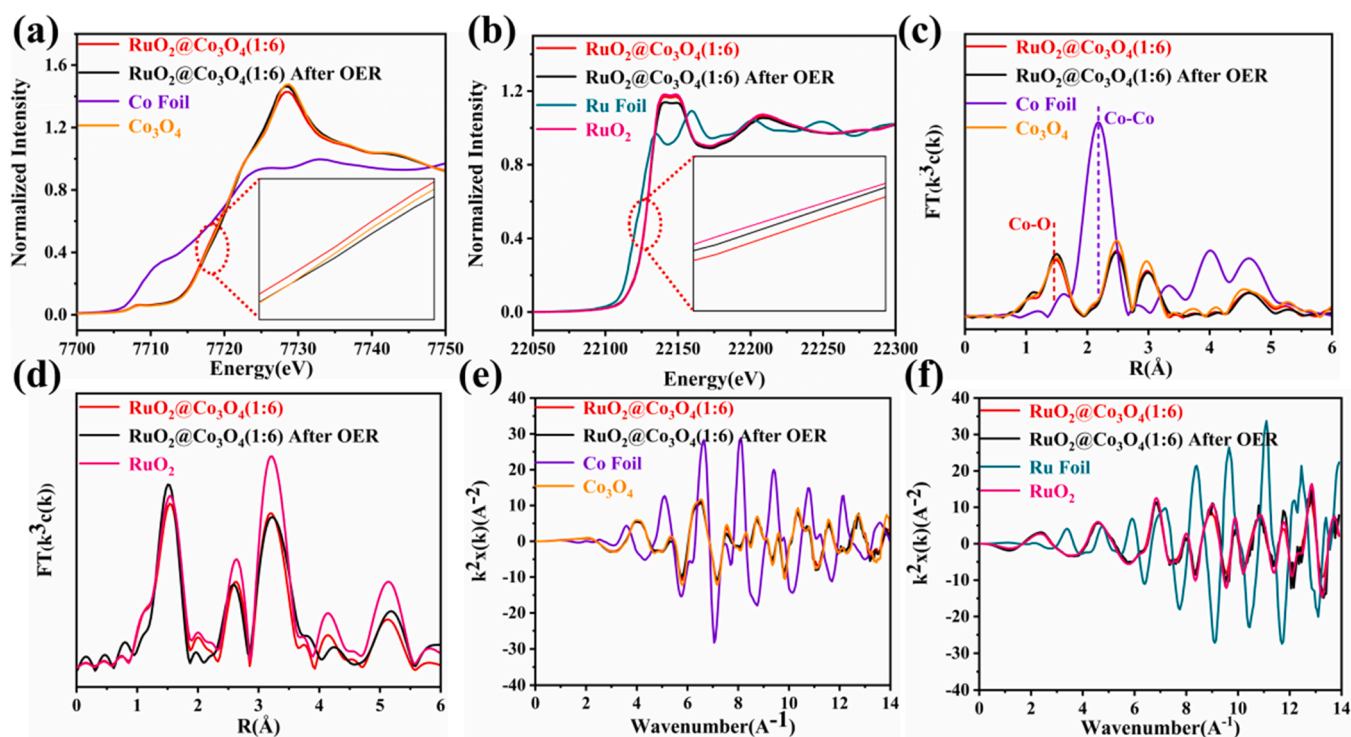 (a)
RuO₂@Co₃O₄(1:6)
RuO₂@Co₃O₄(1:6) After OER
Co Foil
Co₃O₄
Normalized Intensity
1.6
1.2
0.8
0.4
0.0
7700 7710 7720 7730 7740 7750
Energy(eV)
(b)
RuO₂@Co₃O₄(1:6)
RuO₂@Co₃O₄(1:6) After OER
Ru Foil
RuO₂
Normalized Intensity
1.2
0.8
0.4
0.0
22050 22100 22150 22200 22250 22300
Energy(eV)
(c)
RuO₂@Co₃O₄(1:6)
RuO₂@Co₃O₄(1:6) After OER
Co Foil
Co₃O₄
Co-Co
Co-O
FT(k³c(k)
0 1 2 3 4 5 6
R(Å)
(d)
RuO₂@Co₃O₄(1:6)
RuO₂@Co₃O₄(1:6) After OER
RuO₂
FT(k³c(k))
0 1 2 3 4 5 6
R(Å)
(e)
RuO₂@Co₃O₄(1:6)
RuO₂@Co₃O₄(1:6) After OER
Co Foil
Co₃O₄
k²x(k)(A⁻²)
40
30
20
10
0
-10
-20
-30
-40
0 2 4 6 8 10 12 14
Wavenumber(A⁻¹)
(f)
RuO₂@Co₃O₄(1:6)
RuO₂@Co₃O₄(1:6) After OER
Ru Foil
RuO₂
k²x(k)(A⁻²)
40
30
20
10
0
-10
-20
-30
-40
0 2 4 6 8 10 12 14
Wavenumber(A⁻¹)